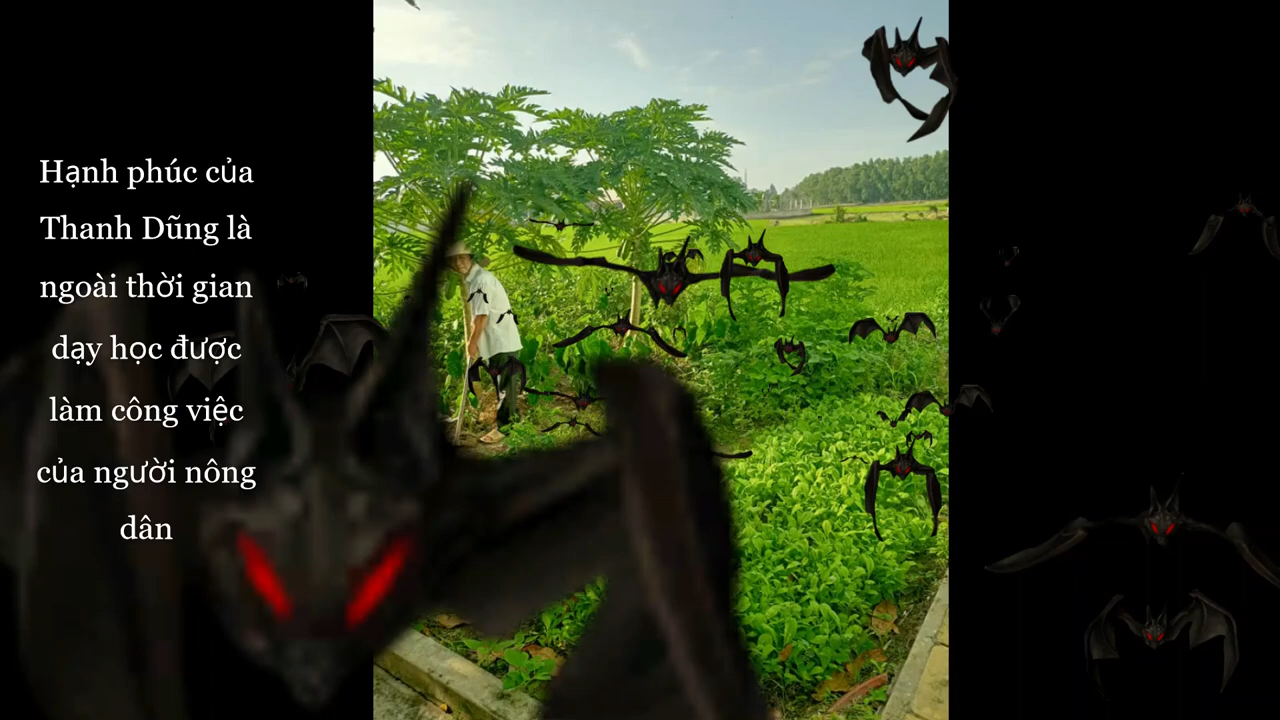 Hạnh phúc của
Thanh Dũng là
ngoài thời gian
dạy học được
làm công việc
của người nông
dân